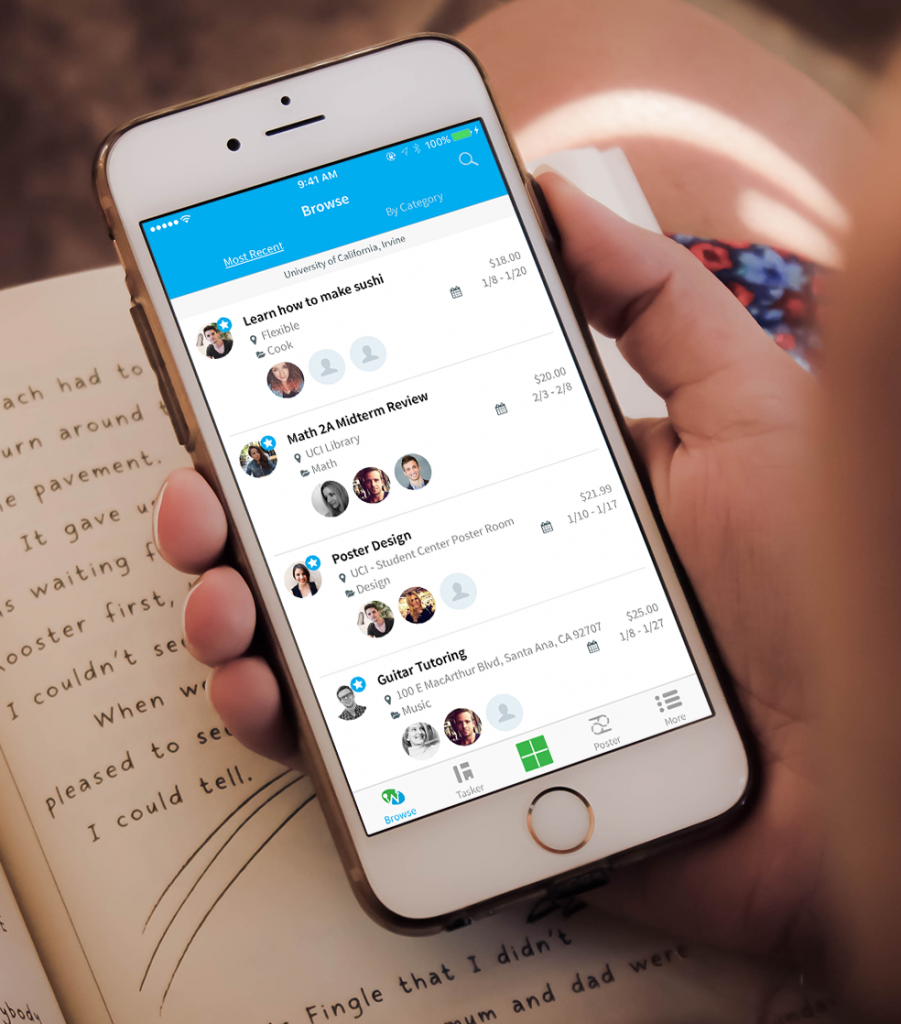 100%
9:41 AM
Browse
Most Recent
By Category
University of California, Irvine
Learn how to make sushi
$18.00
Flexible
1/8 - 1/20
Cook
Math 2A Midterm Review
$20.00
UCI Library
2/3 - 2/8
Math
Poster Design
$21.99
UCI - Student Center Poster Room
1/10 - 1/17
Design
Guitar Tutoring
$25.00
100 E MacArthur Blvd, Santa Ana, CA 92707
1/8 - 1/27
Music
Browse
Tasker
Poster
More
ach had to
urn around
pavement.
It gave
waiting
ooster first,
I couldn't
When
pleased to
I could tell.
Fingle that I didn't
mum and dad were
ybody